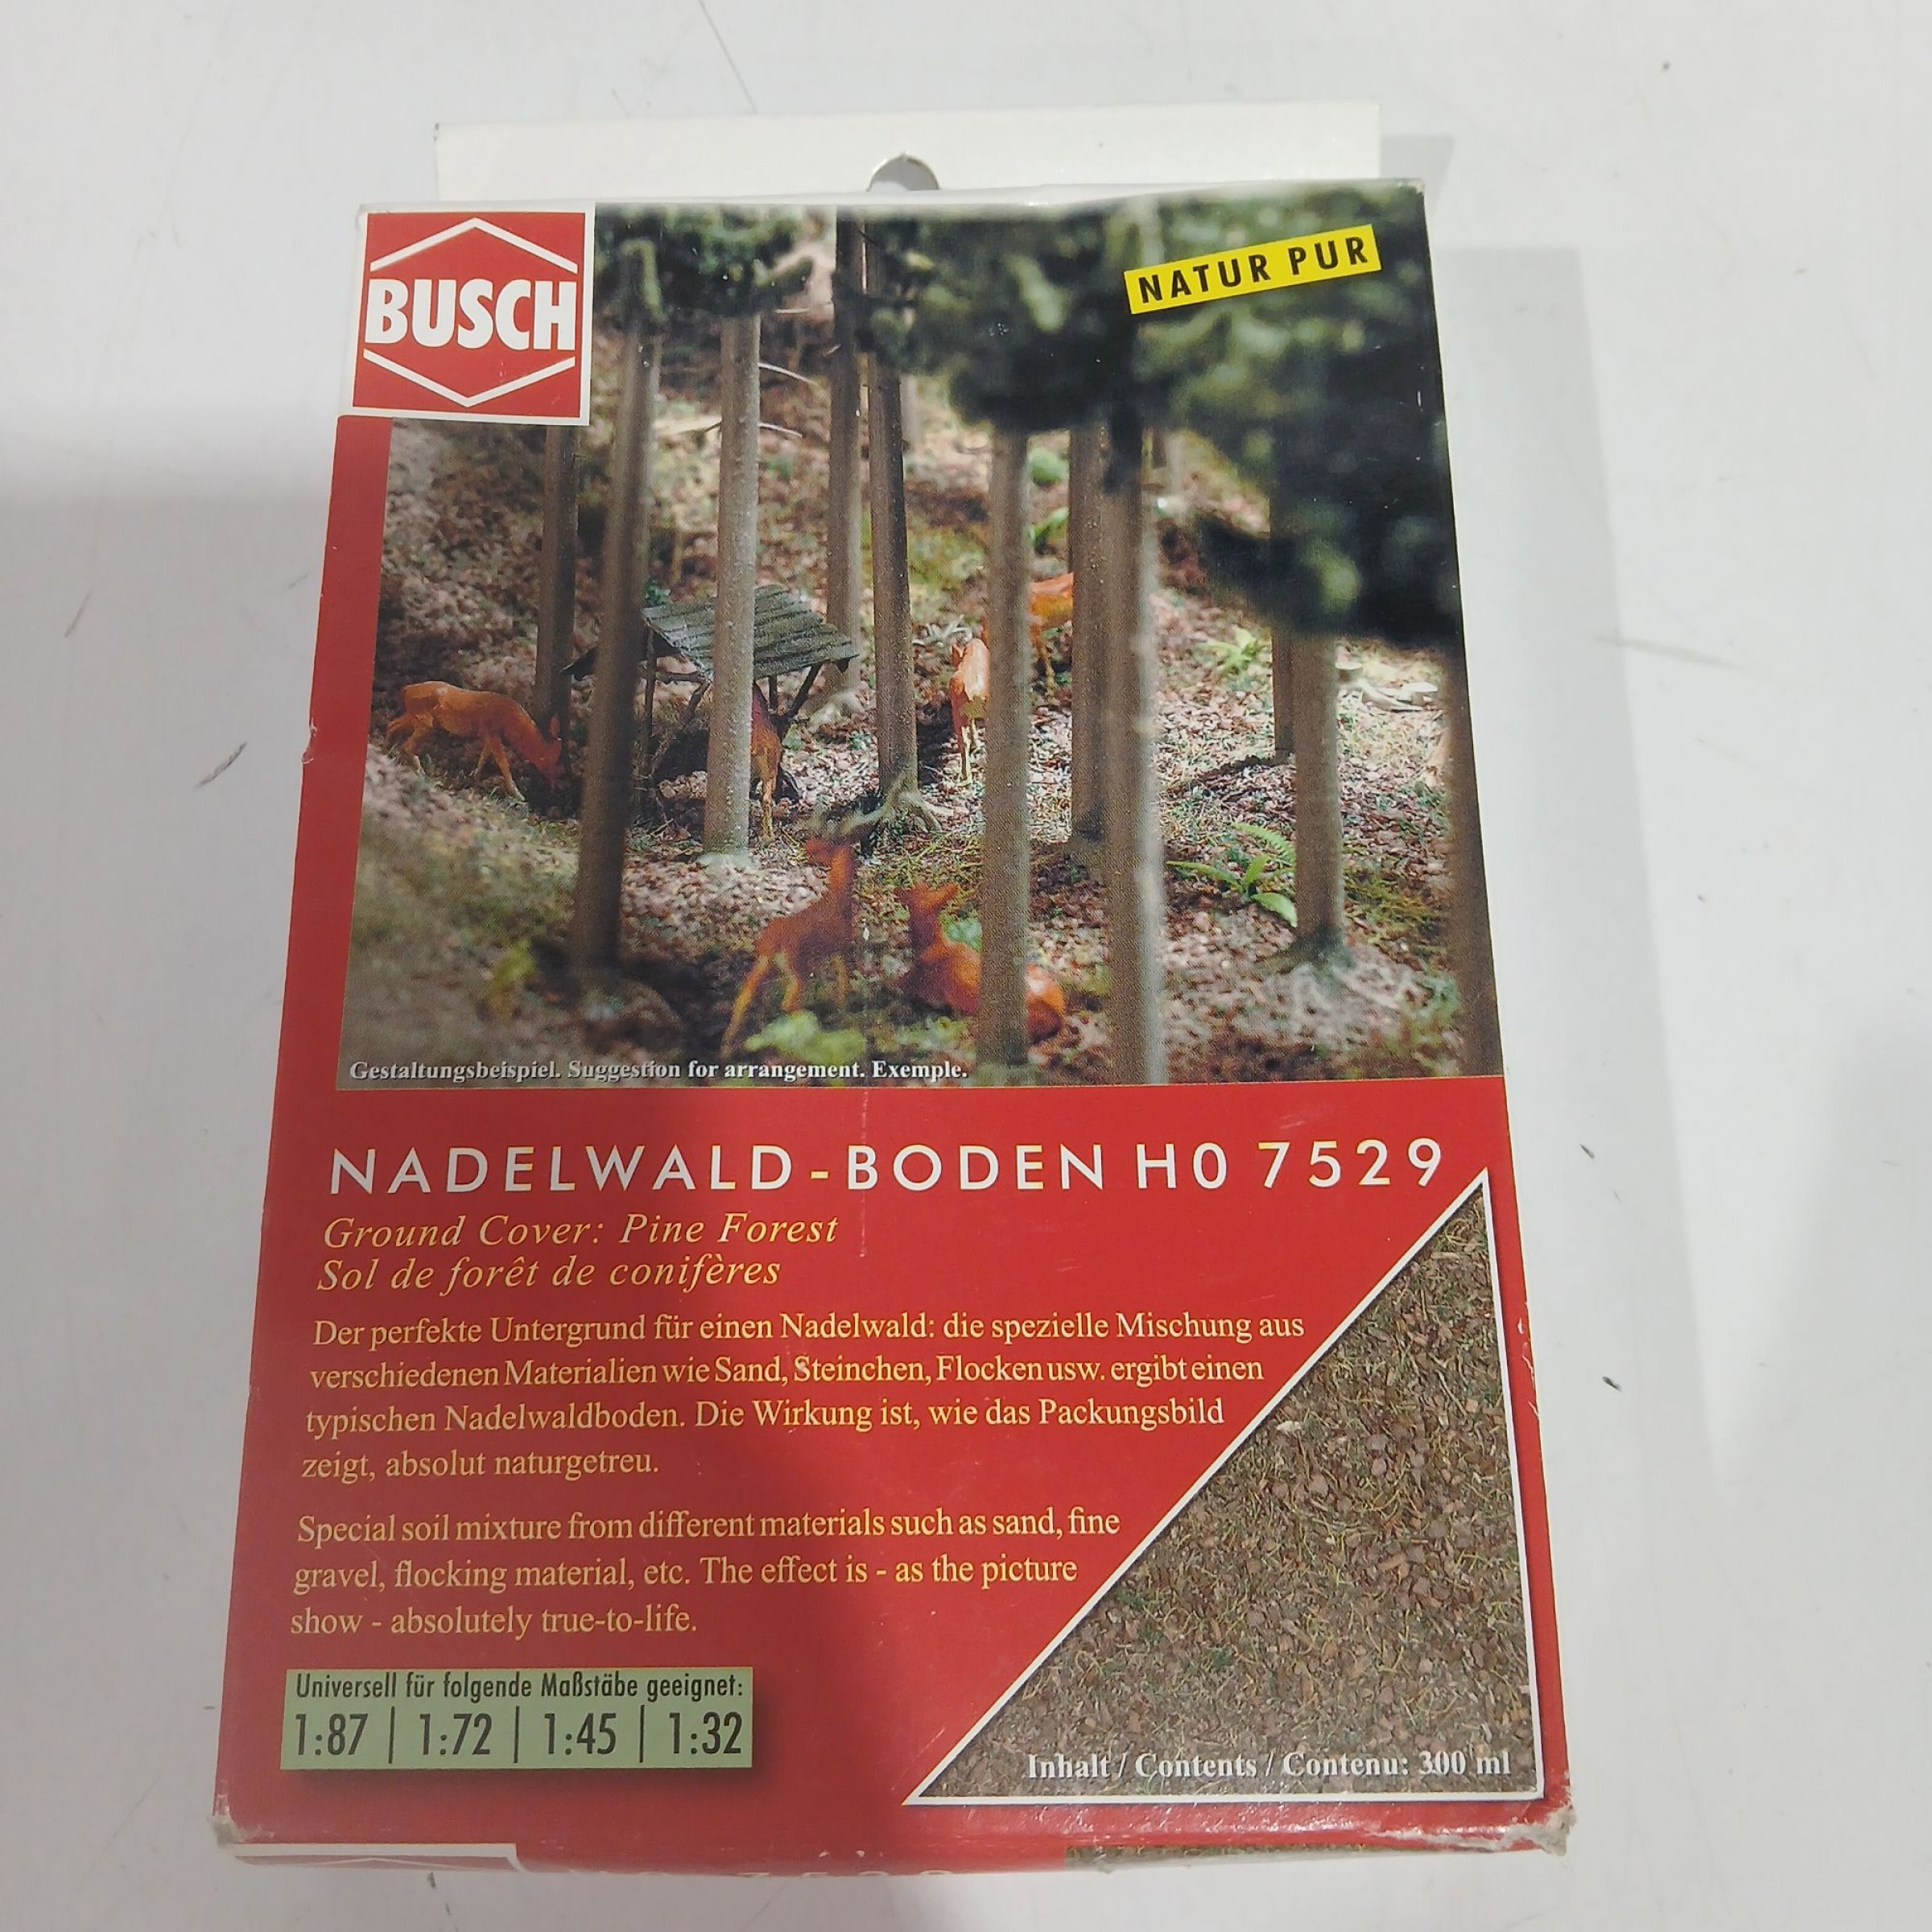 BUSCH
NATUR PUR
Gestaltungsbeispiel. Suggestion for arrangement. Exemple.
NADELWALD-BODEN H0 7529
Ground Cover: Pine Forest
Sol de forêt de conifères
Der perfekte Untergrund für einen Nadelwald: die spezielle Mischung aus
verschiedenen Materialien wie Sand, Steinchen, Flocken usw. ergibt einen
typischen Nadelwaldboden. Die Wirkung ist, wie das Packungsbild
zeigt, absolut naturgetreu.
Special soil mixture from different materials such as sand, fine
gravel, flocking material, etc. The effect is - as the picture
show - absolutely true-to-life.
Universell für folgende Maßstäbe geeignet:
1:87 | 1:72 | 1:45 | 1:32
Inhalt / Contents / Contenu: 300 ml